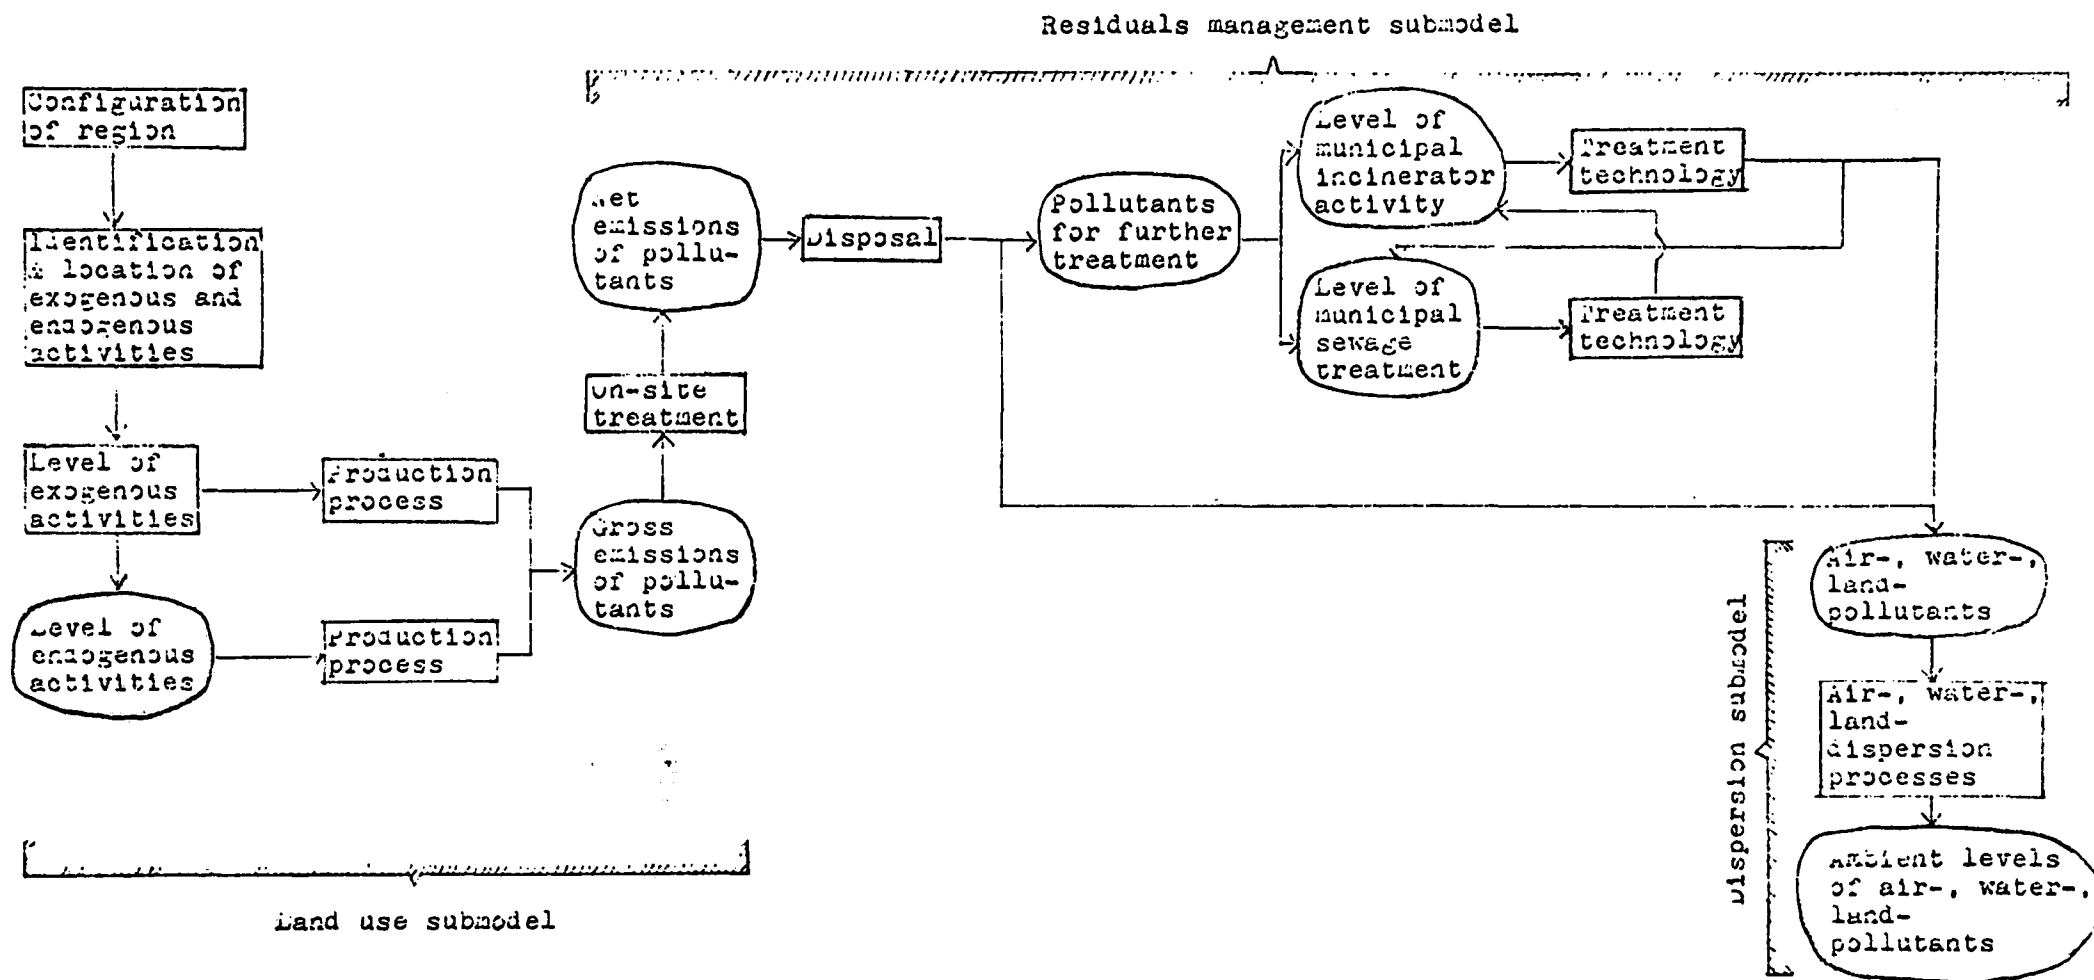 Residuals management submodel
Configuration
of region
Identification
& location of
exogenous and
endogenous
activities
Level of
exogenous
activities
Level of
endogenous
activities
Production
process
Production
process
Gross
emissions
of pollu-
tants
On-site
treatment
Net
emissions
of pollu-
tants
Disposal
Pollutants
for further
treatment
Level of
municipal
incinerator
activity
Treatment
technology
Level of
municipal
sewage
treatment
Treatment
technology
Air-, water-,
land-
pollutants
Air-, water-,
land-
dispersion
processes
Ambient levels
of air-, water-,
land-
pollutants
Dispersion submodel
Land use submodel